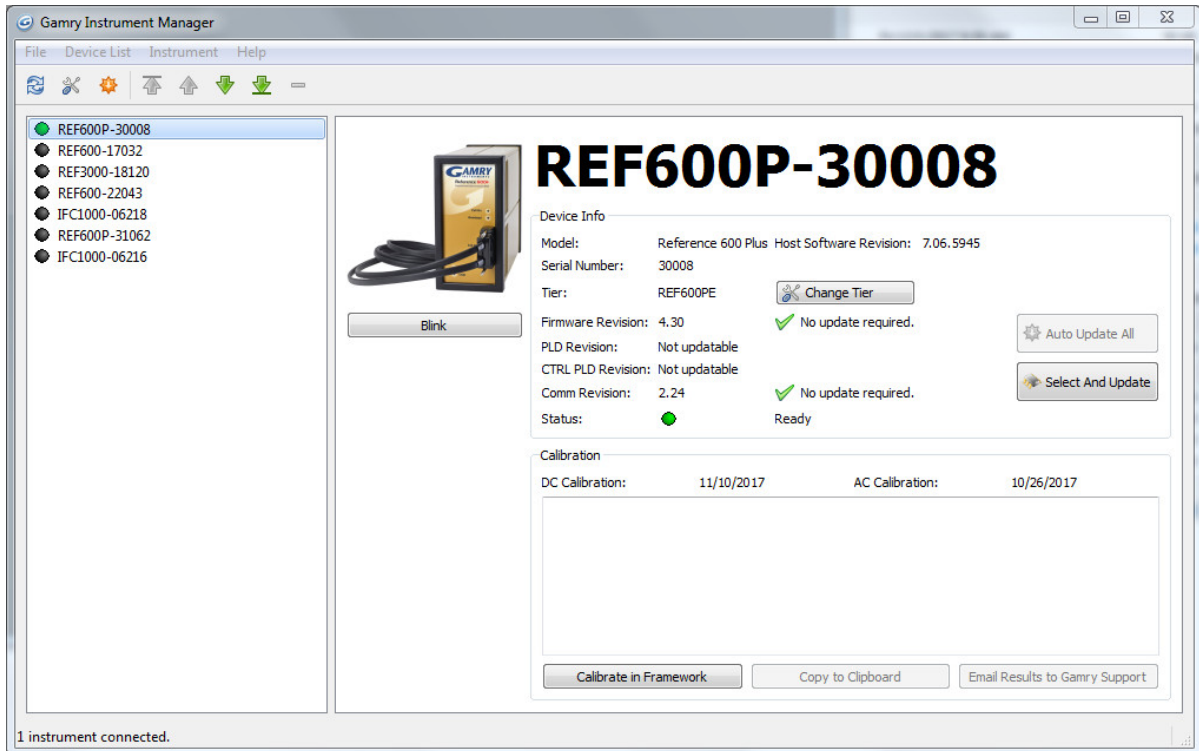 Gamry Instrument Manager
File Device List Instrument Help
REF600P-30008
REF600-17032
REF3000-18120
REF600-22043
IFC1000-06218
REF600P-31062
IFC1000-06216
GAMRY
Blink
REF600P-30008
Device Info
Model: Reference 600 Plus Host Software Revision: 7.06.5945
Serial Number: 30008
Tier: REF600PE Change Tier
Firmware Revision: 4.30 No update required.
Auto Update All
PLD Revision: Not updatable
CTRL PLD Revision: Not updatable
Select And Update
Comm Revision: 2.24 No update required.
Status: Ready
Calibration
DC Calibration: 11/10/2017 AC Calibration: 10/26/2017
Calibrate in Framework Copy to Clipboard Email Results to Gamry Support
1 instrument connected.